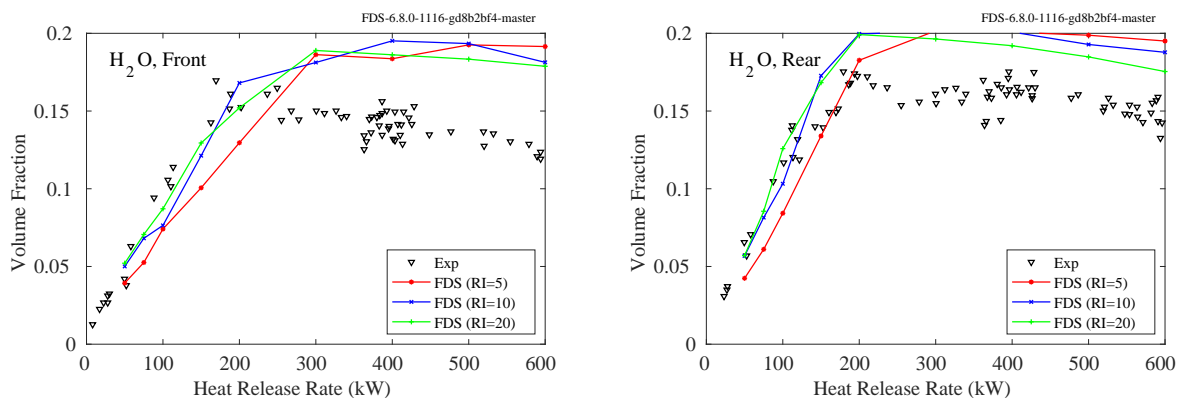 FDS-6.8.0-1116-gd8b2bf4-master
H2O, Front
0.2
0.15
0.1
0.05
0
Volume Fraction
Exp
FDS (RI=5)
FDS (RI=10)
FDS (RI=20)
0 100 200 300 400 500 600
Heat Release Rate (kW)
FDS-6.8.0-1116-gd8b2bf4-master
H2O, Rear
0.2
0.15
0.1
0.05
0
Volume Fraction
Exp
FDS (RI=5)
FDS (RI=10)
FDS (RI=20)
0 100 200 300 400 500 600
Heat Release Rate (kW)